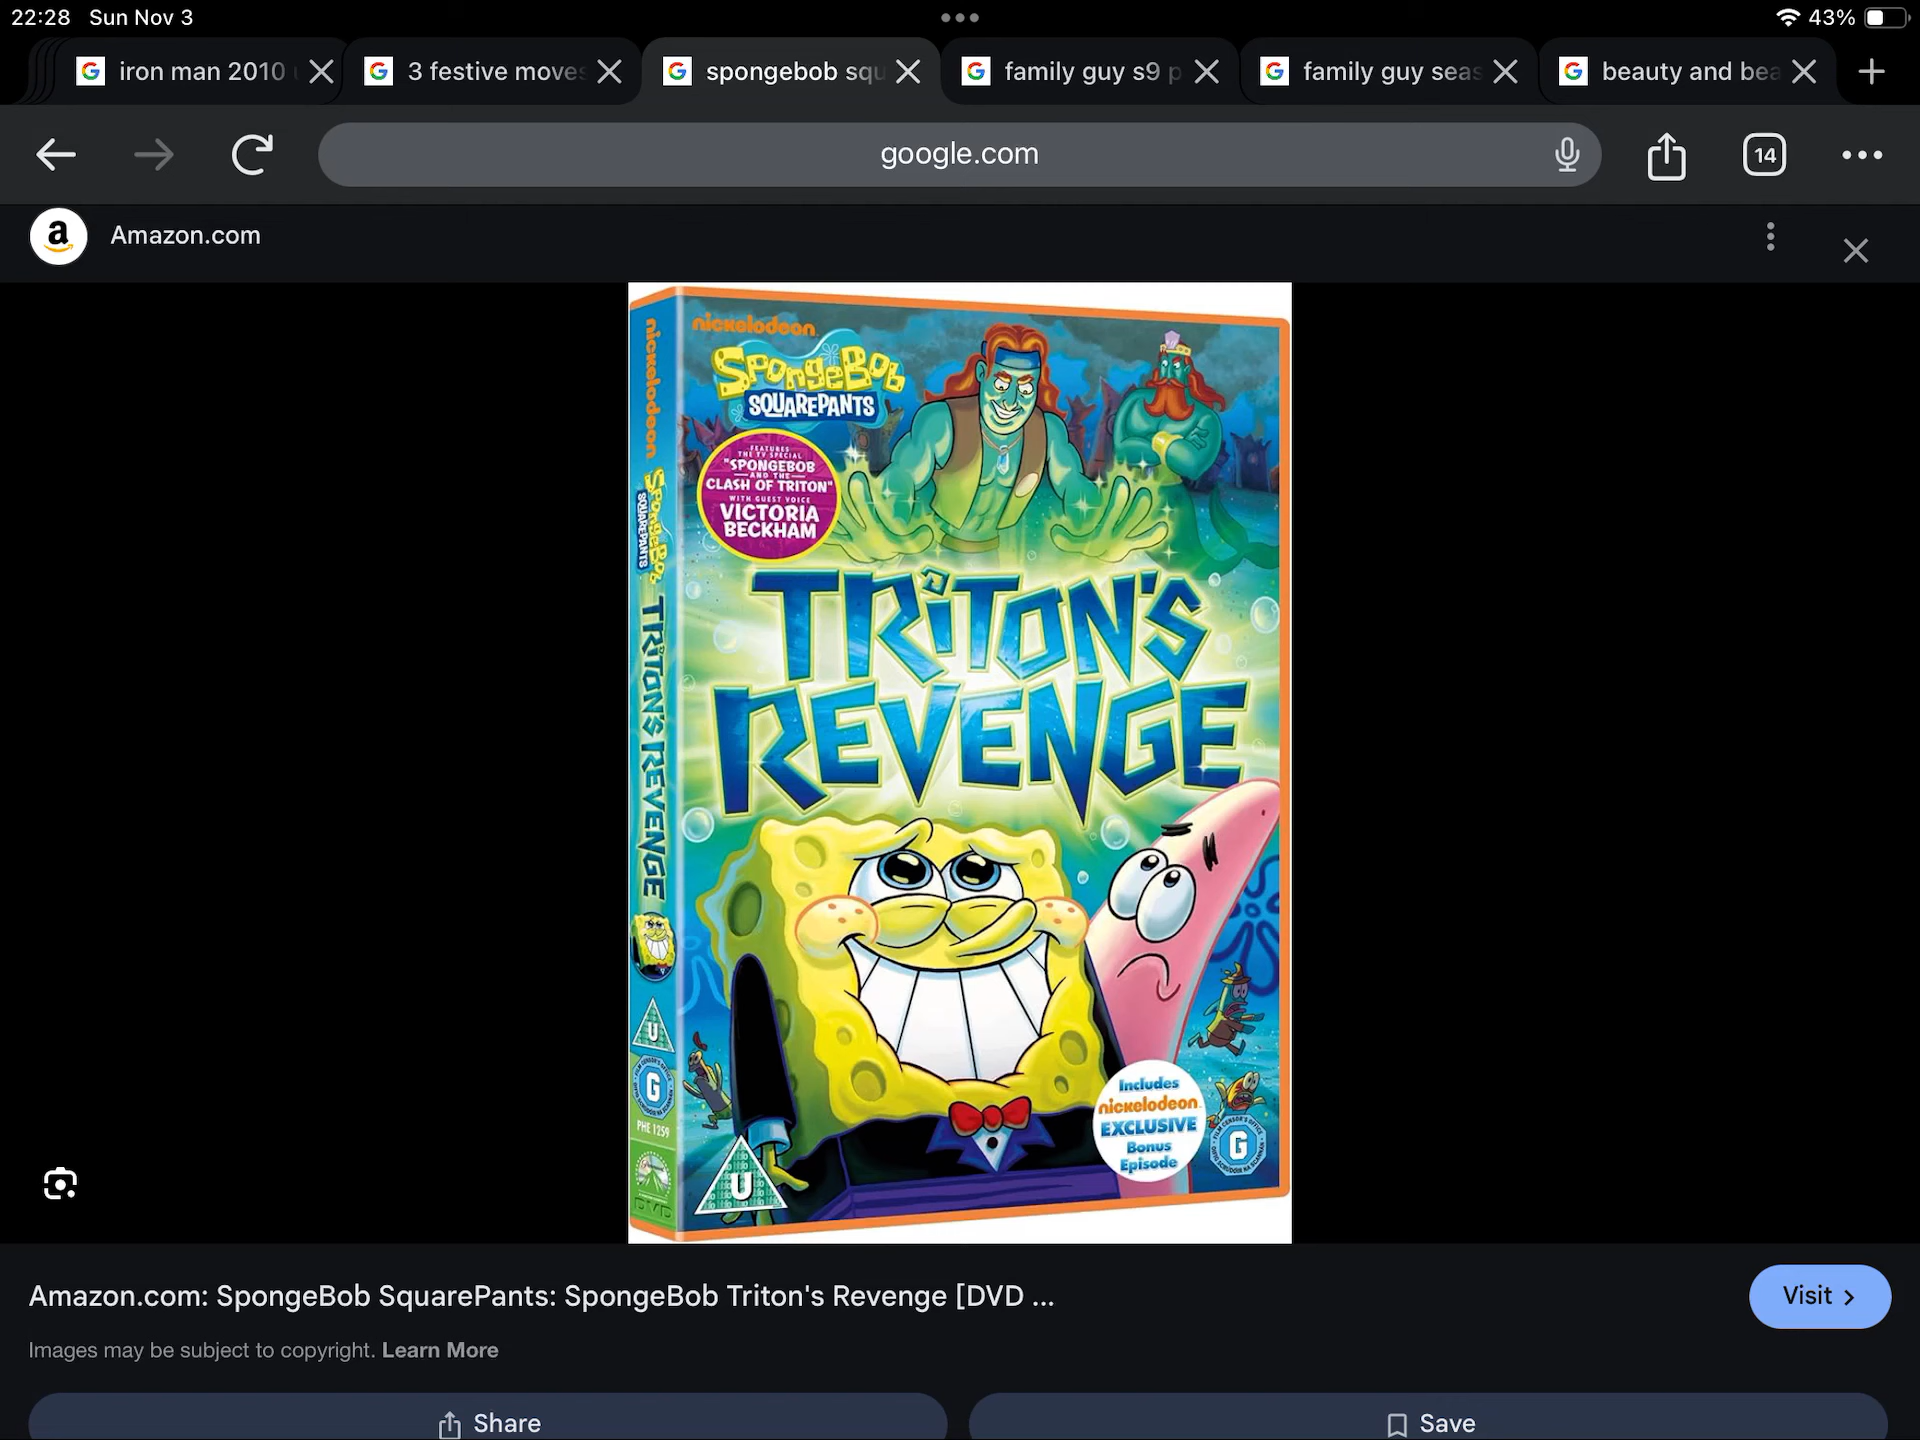 22:28 Sun Nov 3
43%
iron man 2010
3 festive moves
spongebob squ
family guy s9 p
family guy seas
beauty and bea
google.com
14
a
Amazon.com
nickelodeon
SpongeBob
SQUAREPANTS
FEATURES
THE TV SPECIAL
"SPONGEBOB
AND THE
CLASH OF TRITON"
WITH GUEST VOICE
VICTORIA
BECKHAM
TRITON'S
REVENGE
Includes
nickelodeon
EXCLUSIVE
Bonus
Episode
G
U
nickelodeon
SpongeBob
SQUAREPANTS
TRITON'S REVENGE
U
G
PHE 1259
DVD
Amazon.com: SpongeBob SquarePants: SpongeBob Triton's Revenge [DVD ...
Visit
Images may be subject to copyright. Learn More
Share
Save